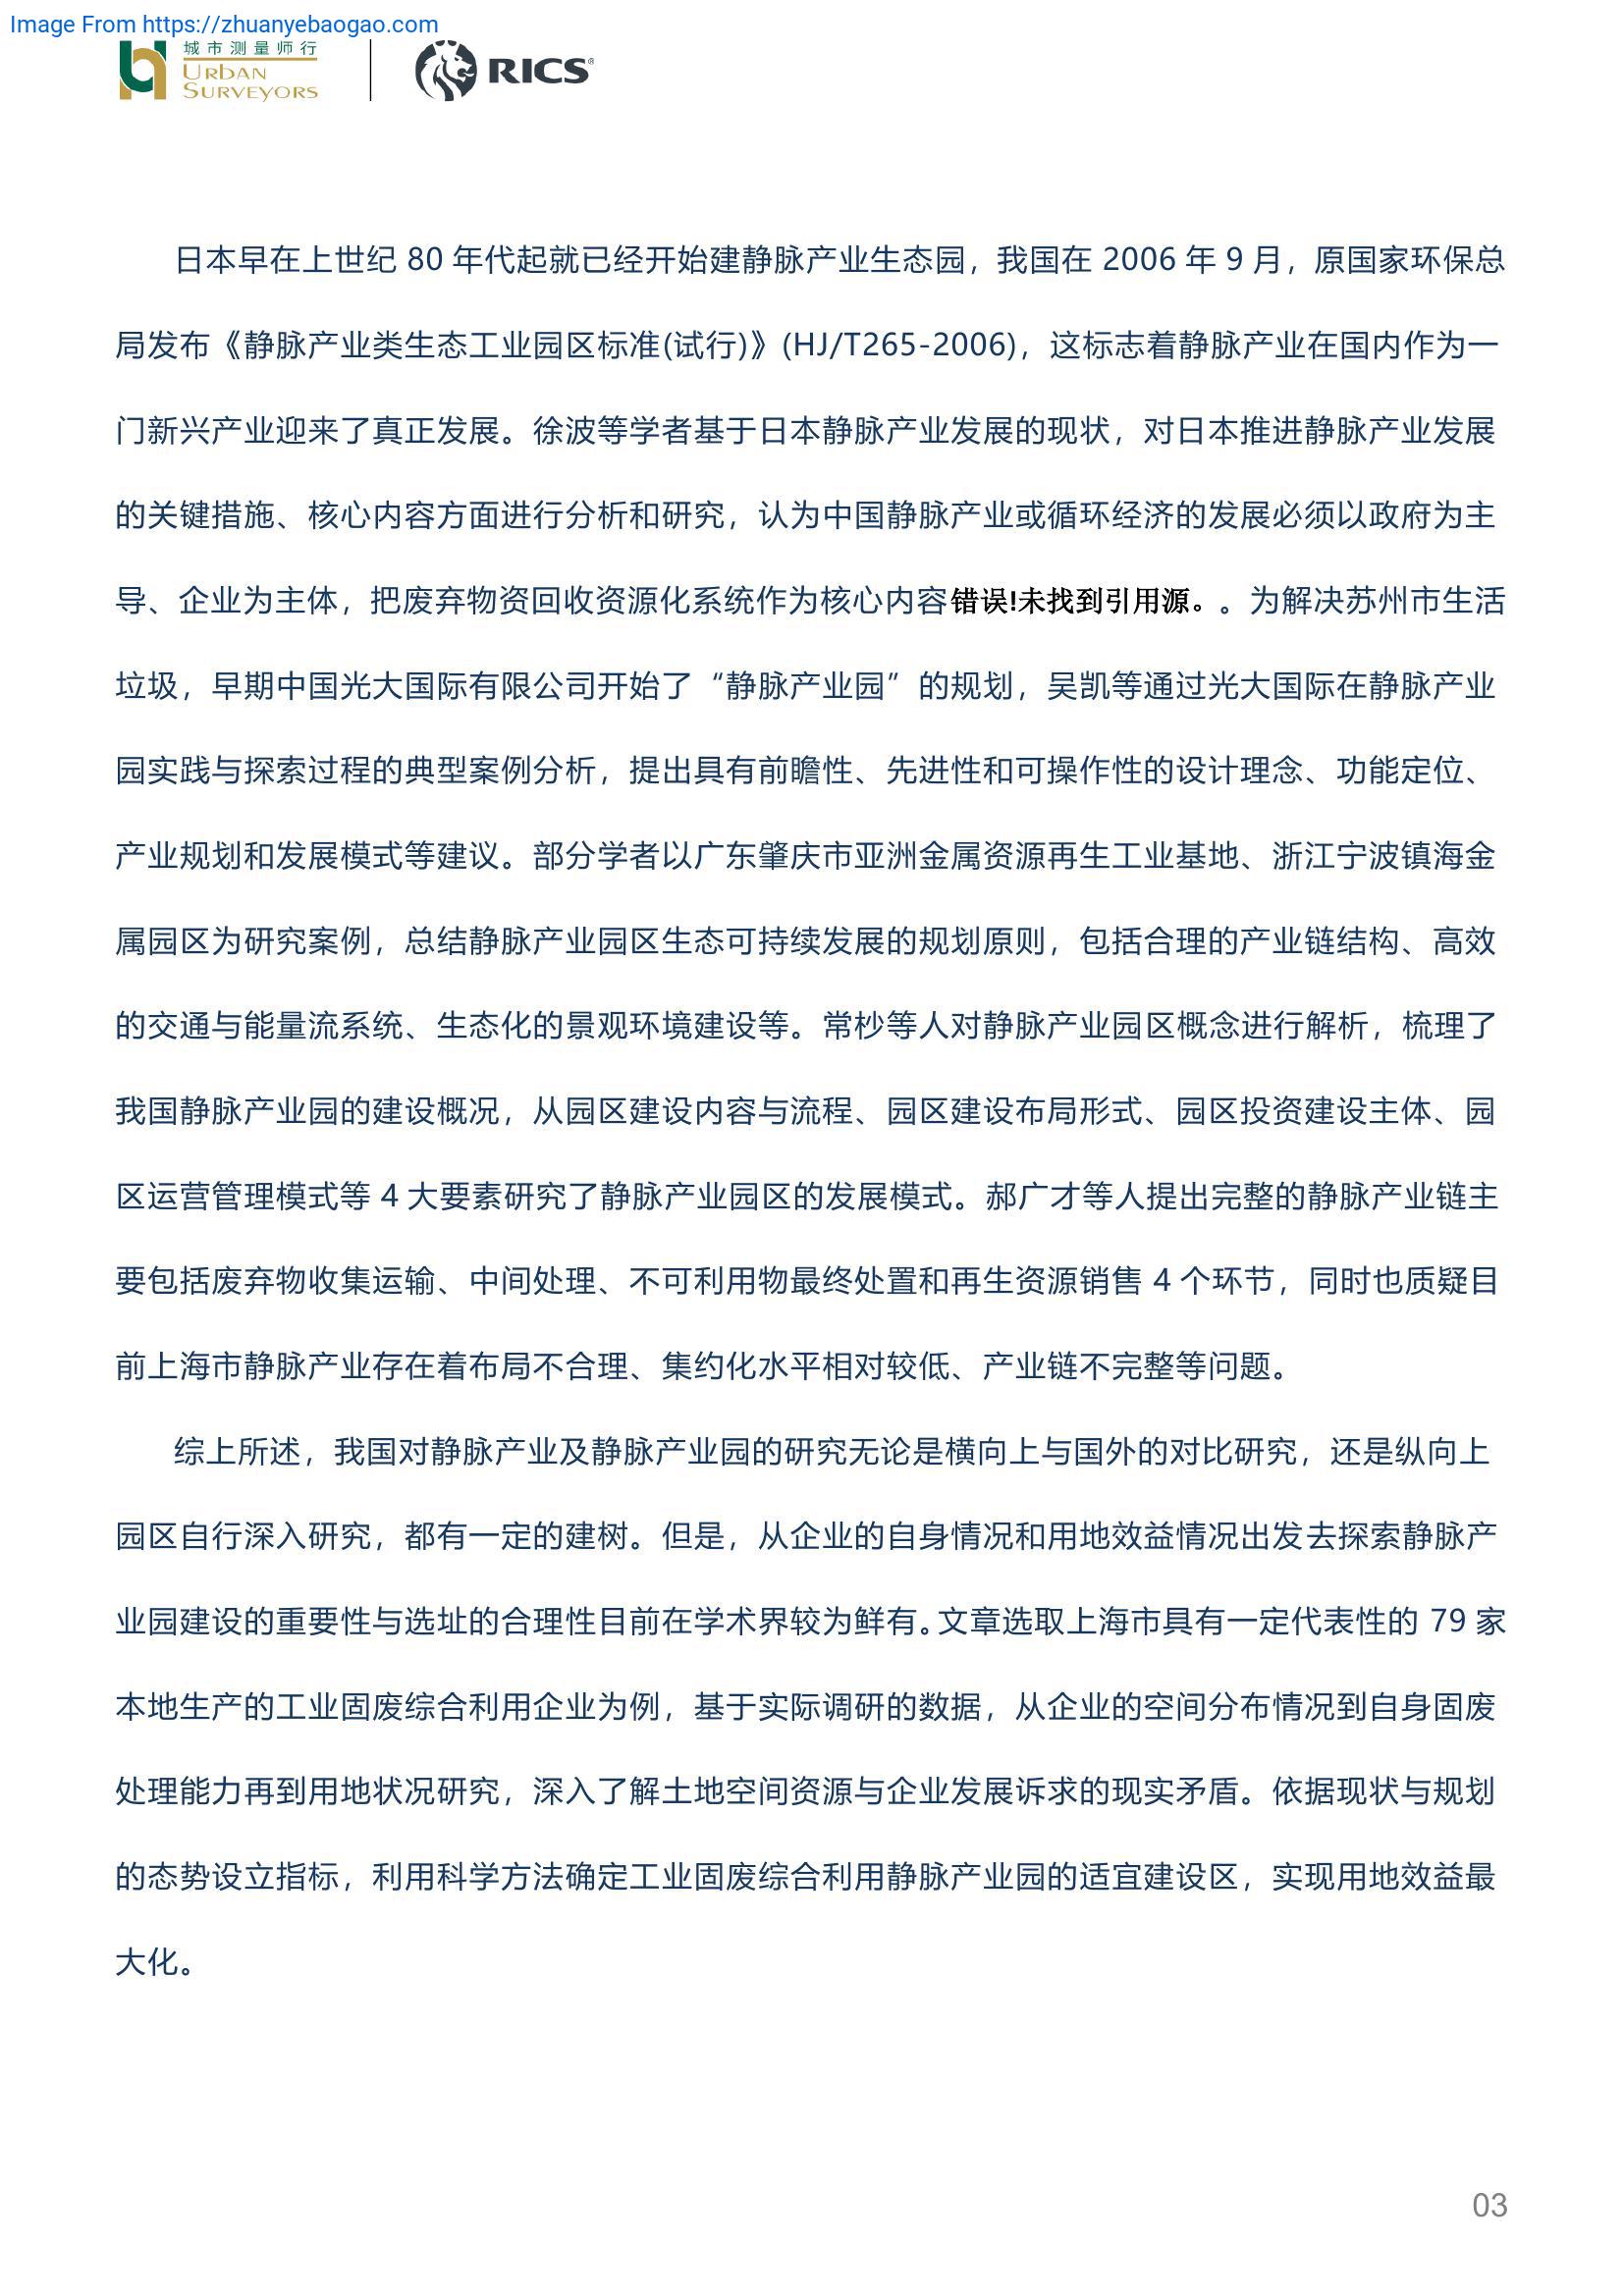 Image From https://zhuanyebaogao.com
城市测量师行
URBAN
SURVEYORS
RICS®
日本早在上世纪 80 年代起就已经开始建静脉产业生态园，我国在 2006 年 9 月，原国家环保总
局发布《静脉产业类生态工业园区标准(试行)》(HJ/T265-2006)，这标志着静脉产业在国内作为一
门新兴产业迎来了真正发展。徐波等学者基于日本静脉产业发展的现状，对日本推进静脉产业发展
的关键措施、核心内容方面进行分析和研究，认为中国静脉产业或循环经济的发展必须以政府为主
导、企业为主体，把废弃物资回收资源化系统作为核心内容错误!未找到引用源。。为解决苏州市生活
垃圾，早期中国光大国际有限公司开始了“静脉产业园”的规划，吴凯等通过光大国际在静脉产业
园实践与探索过程的典型案例分析，提出具有前瞻性、先进性和可操作性的设计理念、功能定位、
产业规划和发展模式等建议。部分学者以广东肇庆市亚洲金属资源再生工业基地、浙江宁波镇海金
属园区为研究案例，总结静脉产业园区生态可持续发展的规划原则，包括合理的产业链结构、高效
的交通与能量流系统、生态化的景观环境建设等。常杪等人对静脉产业园区概念进行解析，梳理了
我国静脉产业园的建设概况，从园区建设内容与流程、园区建设布局形式、园区投资建设主体、园
区运营管理模式等 4 大要素研究了静脉产业园区的发展模式。郝广才等人提出完整的静脉产业链主
要包括废弃物收集运输、中间处理、不可利用物最终处置和再生资源销售 4 个环节，同时也质疑目
前上海市静脉产业存在着布局不合理、集约化水平相对较低、产业链不完整等问题。
综上所述，我国对静脉产业及静脉产业园的研究无论是横向上与国外的对比研究，还是纵向上
园区自行深入研究，都有一定的建树。但是，从企业的自身情况和用地效益情况出发去探索静脉产
业园建设的重要性与选址的合理性目前在学术界较为鲜有。文章选取上海市具有一定代表性的 79 家
本地生产的工业固废综合利用企业为例，基于实际调研的数据，从企业的空间分布情况到自身固废
处理能力再到用地状况研究，深入了解土地空间资源与企业发展诉求的现实矛盾。依据现状与规划
的态势设立指标，利用科学方法确定工业固废综合利用静脉产业园的适宜建设区，实现用地效益最
大化。
03